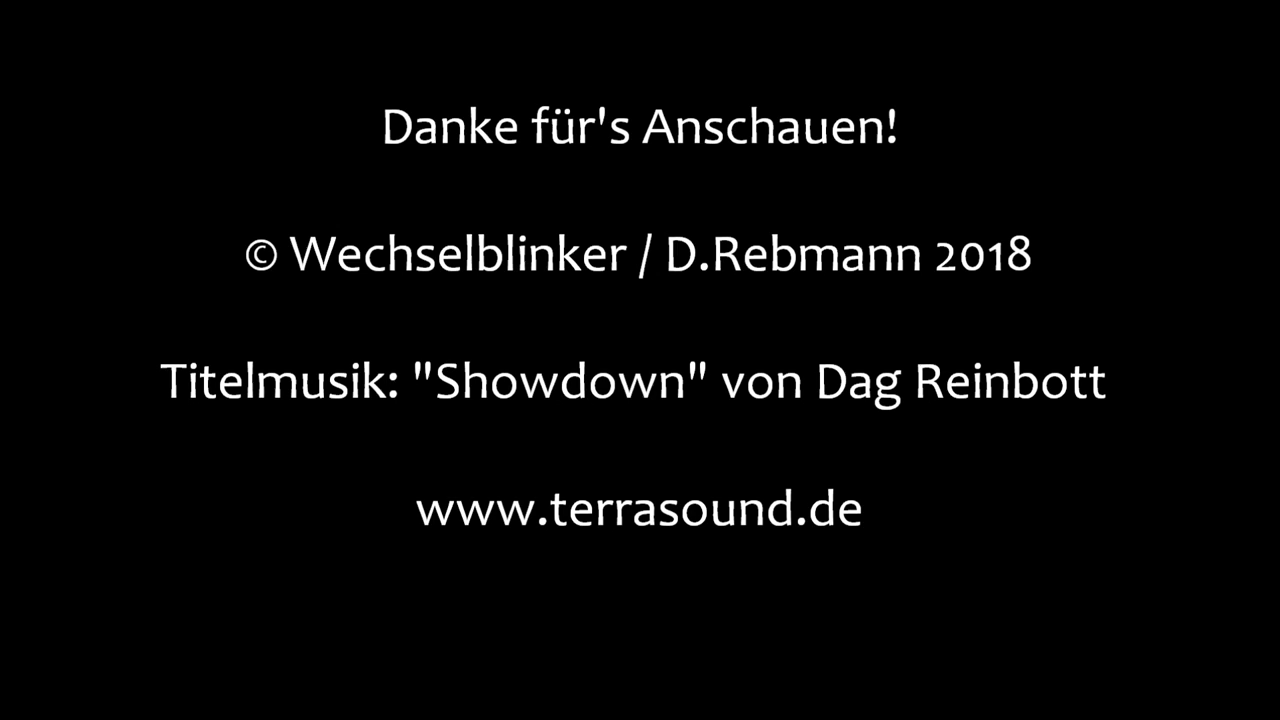 Danke für's Anschauen!
© Wechselblinker / D.Rebmann 2018
Titelmusik: "Showdown" von Dag Reinbott
www.terrasound.de